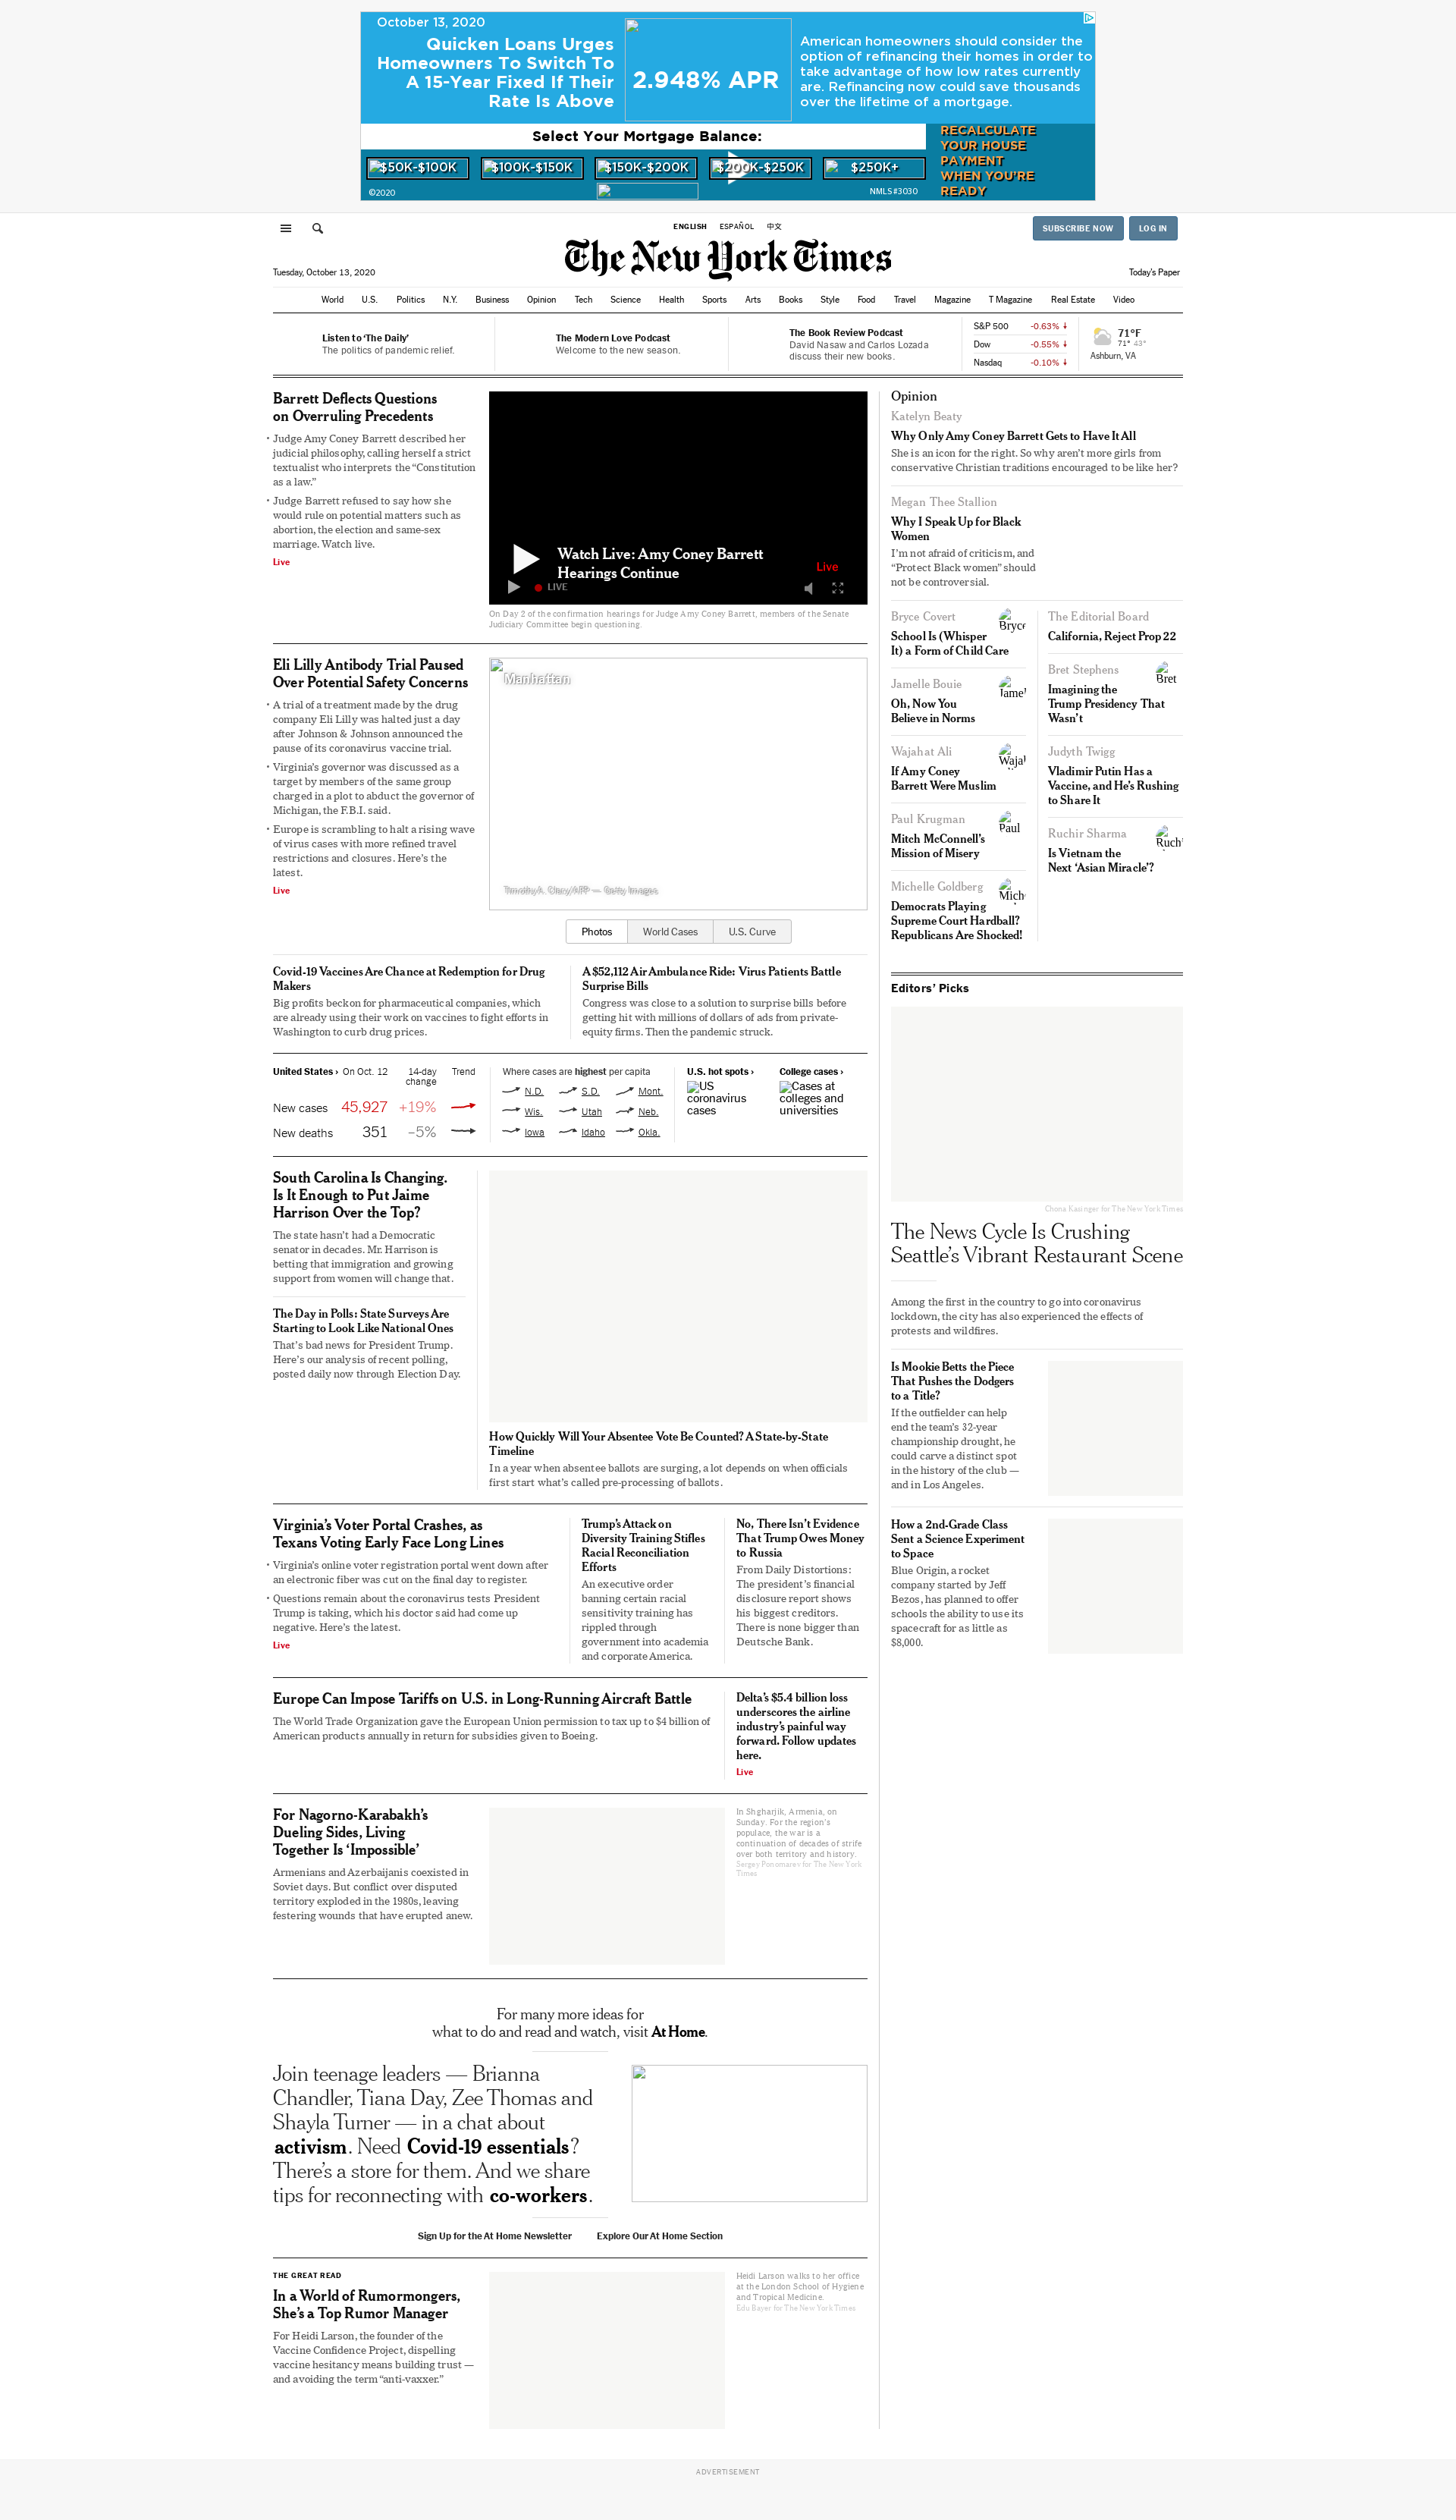 October 13, 2020
Quicken Loans Urges
Homeowners To Switch To
A 15-Year Fixed If Their
Rate Is Above
2.948% APR
American homeowners should consider the
option of refinancing their homes in order to
take advantage of how low rates currently
are. Refinancing now could save thousands
over the lifetime of a mortgage.
Select Your Mortgage Balance:
$50K-$100K
$100K-$150K
$150K-$200K
$200K-$250K
$250K+
RECALCULATE
YOUR HOUSE
PAYMENT
WHEN YOU'RE
READY
©2020
NMLS#3030
ENGLISH
ESPAÑOL
中文
SUBSCRIBE NOW
LOG IN
The New York Times
Tuesday, October 13, 2020
Today's Paper
World U.S. Politics N.Y. Business Opinion Tech Science Health Sports Arts Books Style Food Travel Magazine T Magazine Real Estate Video
Listen to ‘The Daily’
The politics of pandemic relief.
The Modern Love Podcast
Welcome to the new season.
The Book Review Podcast
David Nasaw and Carlos Lozada
discuss their new books.
S&P 500 -0.63%
Dow -0.55%
Nasdaq -0.10%
71°F
71° 43°
Ashburn, VA
Barrett Deflects Questions
on Overruling Precedents
• Judge Amy Coney Barrett described her
judicial philosophy, calling herself a strict
textualist who interprets the “Constitution
as a law.”
• Judge Barrett refused to say how she
would rule on potential matters such as
abortion, the election and same-sex
marriage. Watch live.
Live
Watch Live: Amy Coney Barrett
Hearings Continue
Live
LIVE
On Day 2 of the confirmation hearings for Judge Amy Coney Barrett, members of the Senate
Judiciary Committee begin questioning.
Eli Lilly Antibody Trial Paused
Over Potential Safety Concerns
• A trial of a treatment made by the drug
company Eli Lilly was halted just a day
after Johnson & Johnson announced the
pause of its coronavirus vaccine trial.
• Virginia’s governor was discussed as a
target by members of the same group
charged in a plot to abduct the governor of
Michigan, the F.B.I. said.
• Europe is scrambling to halt a rising wave
of virus cases with more refined travel
restrictions and closures. Here’s the
latest.
Live
Manhattan
Timothy A. Clary/AFP — Getty Images
Photos
World Cases
U.S. Curve
Covid-19 Vaccines Are Chance at Redemption for Drug
Makers
Big profits beckon for pharmaceutical companies, which
are already using their work on vaccines to fight efforts in
Washington to curb drug prices.
A $52,112 Air Ambulance Ride: Virus Patients Battle
Surprise Bills
Congress was close to a solution to surprise bills before
getting hit with millions of dollars of ads from private-
equity firms. Then the pandemic struck.
United States › On Oct. 12 14-day
change
Trend
New cases 45,927 +19%
New deaths 351 –5%
Where cases are highest per capita
N.D. S.D. Mont.
Wis. Utah Neb.
Iowa Idaho Okla.
U.S. hot spots ›
US
coronavirus
cases
College cases ›
Cases at
colleges and
universities
South Carolina Is Changing.
Is It Enough to Put Jaime
Harrison Over the Top?
The state hasn’t had a Democratic
senator in decades. Mr. Harrison is
betting that immigration and growing
support from women will change that.
The Day in Polls: State Surveys Are
Starting to Look Like National Ones
That’s bad news for President Trump.
Here’s our analysis of recent polling,
posted daily now through Election Day.
How Quickly Will Your Absentee Vote Be Counted? A State-by-State
Timeline
In a year when absentee ballots are surging, a lot depends on when officials
first start what’s called pre-processing of ballots.
Virginia’s Voter Portal Crashes, as
Texans Voting Early Face Long Lines
• Virginia’s online voter registration portal went down after
an electronic fiber was cut on the final day to register.
• Questions remain about the coronavirus tests President
Trump is taking, which his doctor said had come up
negative. Here’s the latest.
Live
Trump’s Attack on
Diversity Training Stifles
Racial Reconciliation
Efforts
An executive order
banning certain racial
sensitivity training has
rippled through
government into academia
and corporate America.
No, There Isn’t Evidence
That Trump Owes Money
to Russia
From Daily Distortions:
The president’s financial
disclosure report shows
his biggest creditors.
There is none bigger than
Deutsche Bank.
Europe Can Impose Tariffs on U.S. in Long-Running Aircraft Battle
The World Trade Organization gave the European Union permission to tax up to $4 billion of
American products annually in return for subsidies given to Boeing.
Delta’s $5.4 billion loss
underscores the airline
industry’s painful way
forward. Follow updates
here.
Live
For Nagorno-Karabakh’s
Dueling Sides, Living
Together Is ‘Impossible’
Armenians and Azerbaijanis coexisted in
Soviet days. But conflict over disputed
territory exploded in the 1980s, leaving
festering wounds that have erupted anew.
In Shgharjik, Armenia, on
Sunday. For the region’s
populace, the war is a
continuation of decades of strife
over both territory and history.
Sergey Ponomarev for The New York
Times
For many more ideas for
what to do and read and watch, visit At Home.
Join teenage leaders — Brianna
Chandler, Tiana Day, Zee Thomas and
Shayla Turner — in a chat about
activism. Need Covid-19 essentials?
There’s a store for them. And we share
tips for reconnecting with co-workers.
Sign Up for the At Home Newsletter
Explore Our At Home Section
THE GREAT READ
In a World of Rumormongers,
She’s a Top Rumor Manager
For Heidi Larson, the founder of the
Vaccine Confidence Project, dispelling
vaccine hesitancy means building trust —
and avoiding the term “anti-vaxxer.”
Heidi Larson walks to her office
at the London School of Hygiene
and Tropical Medicine.
Edu Bayer for The New York Times
Opinion
Katelyn Beaty
Why Only Amy Coney Barrett Gets to Have It All
She is an icon for the right. So why aren’t more girls from
conservative Christian traditions encouraged to be like her?
Megan Thee Stallion
Why I Speak Up for Black
Women
I’m not afraid of criticism, and
“Protect Black women” should
not be controversial.
Bryce Covert
Bryce
School Is (Whisper
It) a Form of Child Care
Jamelle Bouie
Oh, Now You
Believe in Norms
Wajahat Ali
If Amy Coney
Barrett Were Muslim
Paul Krugman
Paul
Mitch McConnell’s
Mission of Misery
Michelle Goldberg
Democrats Playing
Supreme Court Hardball?
Republicans Are Shocked!
The Editorial Board
California, Reject Prop 22
Bret Stephens
Bret
Imagining the
Trump Presidency That
Wasn’t
Judyth Twigg
Vladimir Putin Has a
Vaccine, and He’s Rushing
to Share It
Ruchir Sharma
Is Vietnam the
Next ‘Asian Miracle’?
Editors’ Picks
Chona Kasinger for The New York Times
The News Cycle Is Crushing
Seattle’s Vibrant Restaurant Scene
Among the first in the country to go into coronavirus
lockdown, the city has also experienced the effects of
protests and wildfires.
Is Mookie Betts the Piece
That Pushes the Dodgers
to a Title?
If the outfielder can help
end the team’s 32-year
championship drought, he
could carve a distinct spot
in the history of the club —
and in Los Angeles.
How a 2nd-Grade Class
Sent a Science Experiment
to Space
Blue Origin, a rocket
company started by Jeff
Bezos, has planned to offer
schools the ability to use its
spacecraft for as little as
$8,000.
ADVERTISEMENT